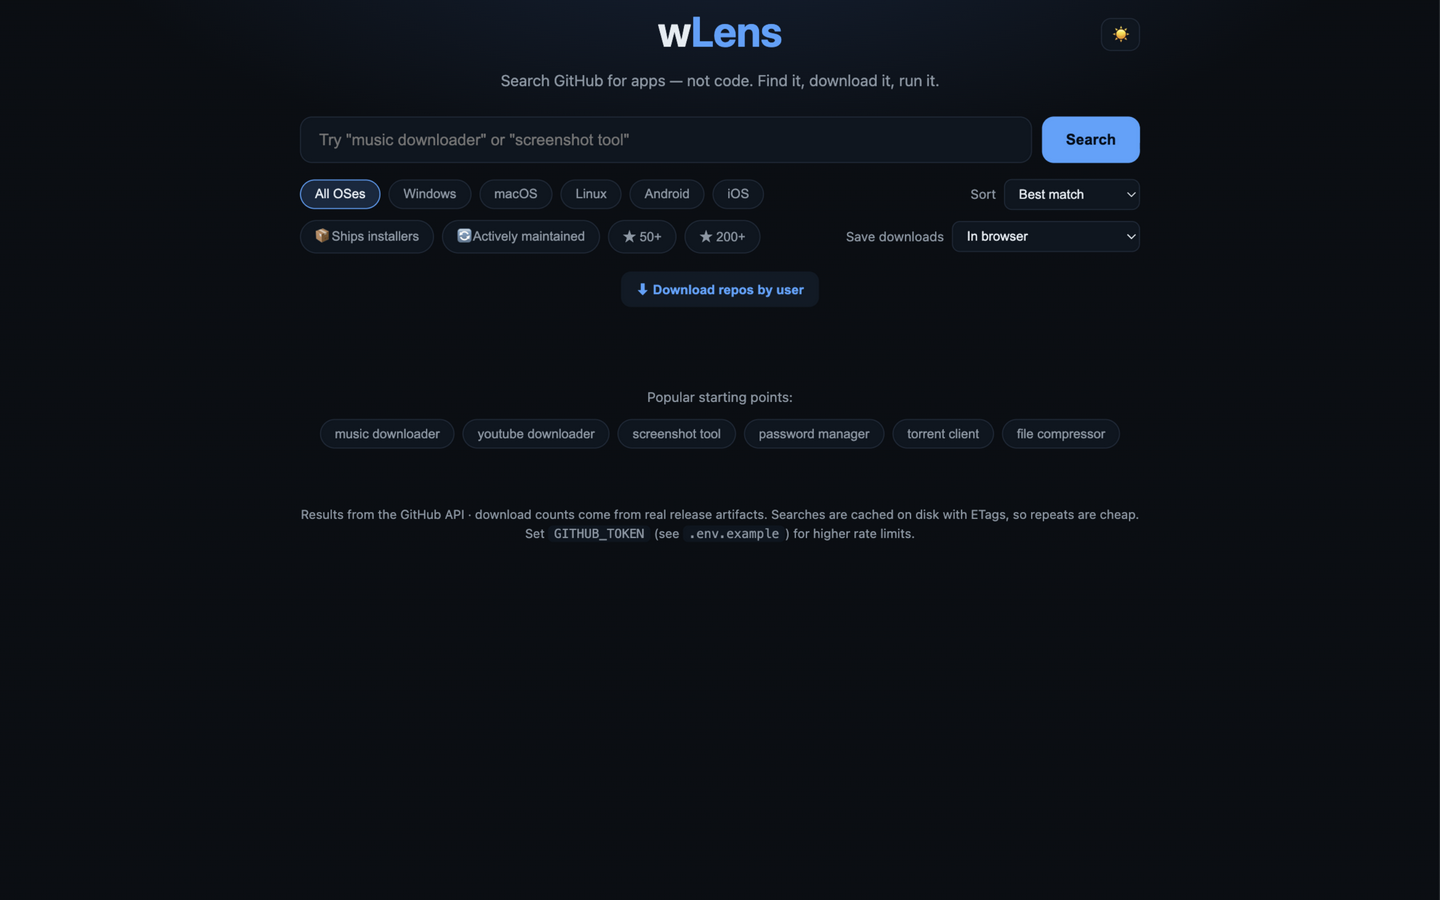 wLens
Search GitHub for apps — not code. Find it, download it, run it.
Try "music downloader" or "screenshot tool"
Search
All OSes Windows macOS Linux Android iOS Sort Best match
📦Ships installers 🔄Actively maintained ★ 50+ ★ 200+ Save downloads In browser
⬇ Download repos by user
Popular starting points:
music downloader youtube downloader screenshot tool password manager torrent client file compressor
Results from the GitHub API · download counts come from real release artifacts. Searches are cached on disk with ETags, so repeats are cheap.
Set GITHUB_TOKEN (see .env.example ) for higher rate limits.